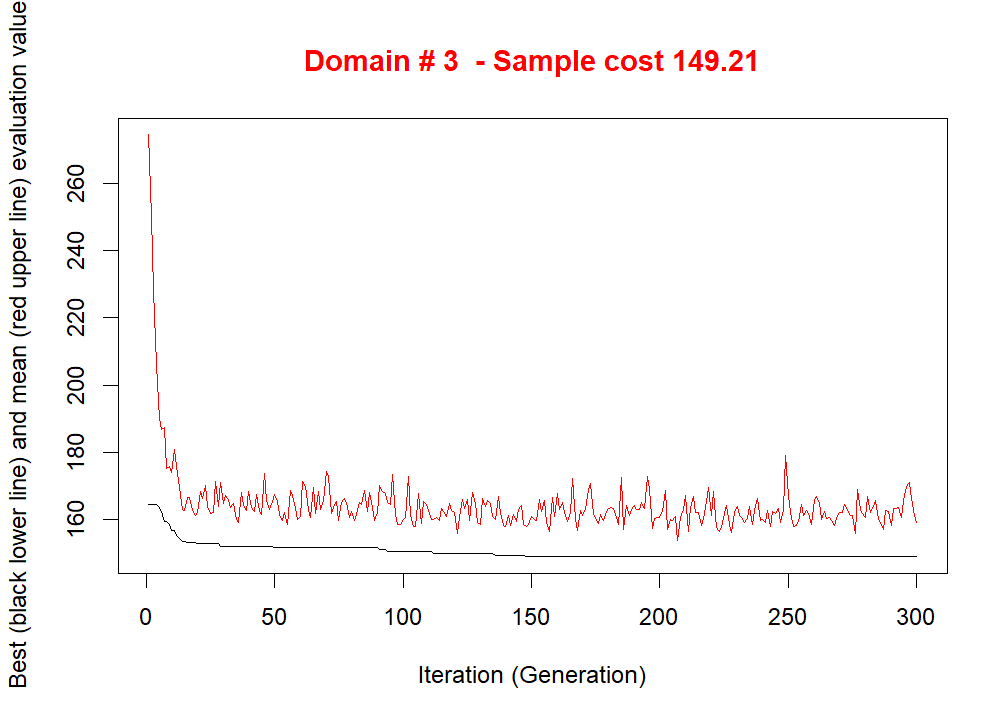 Domain # 3  - Sample cost 149.21
Best (black lower line) and mean (red upper line) evaluation value
260
240
220
200
180
160
0 50 100 150 200 250 300
Iteration (Generation)